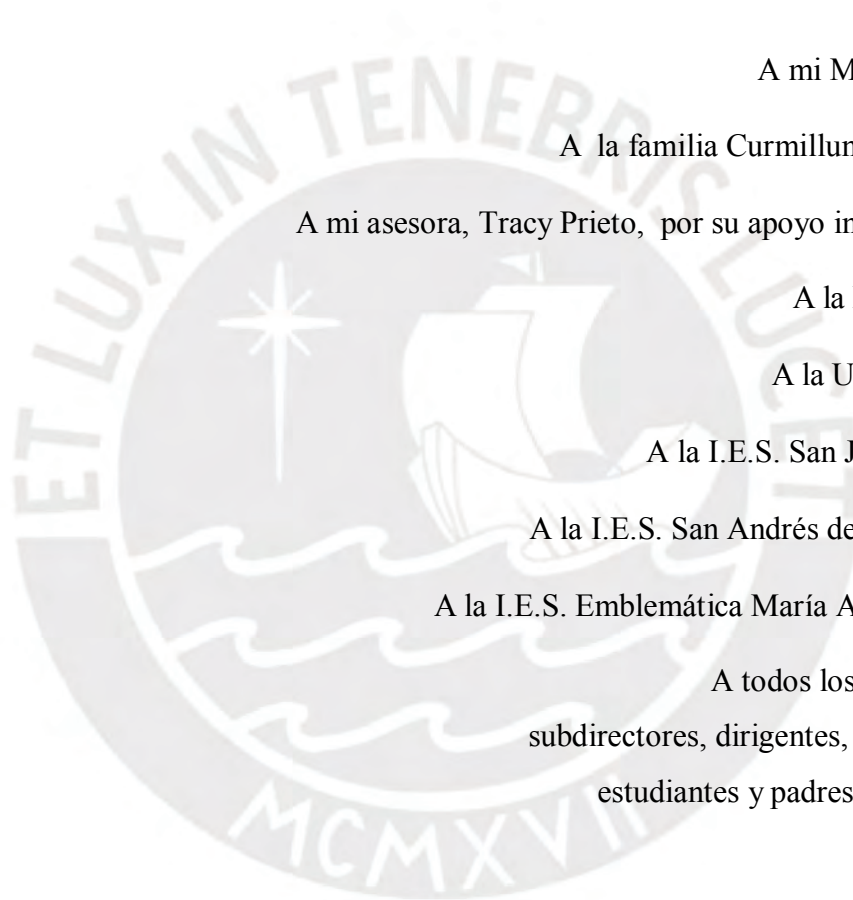 A mi M
A la familia Curmillun
A mi asesora, Tracy Prieto, por su apoyo in
A la
A la U
A la I.E.S. San J
A la I.E.S. San Andrés de
A la I.E.S. Emblemática María A
A todos los
subdirectores, dirigentes,
estudiantes y padres
ET LUX IN TENEBRIS LUCET
MCMXVII